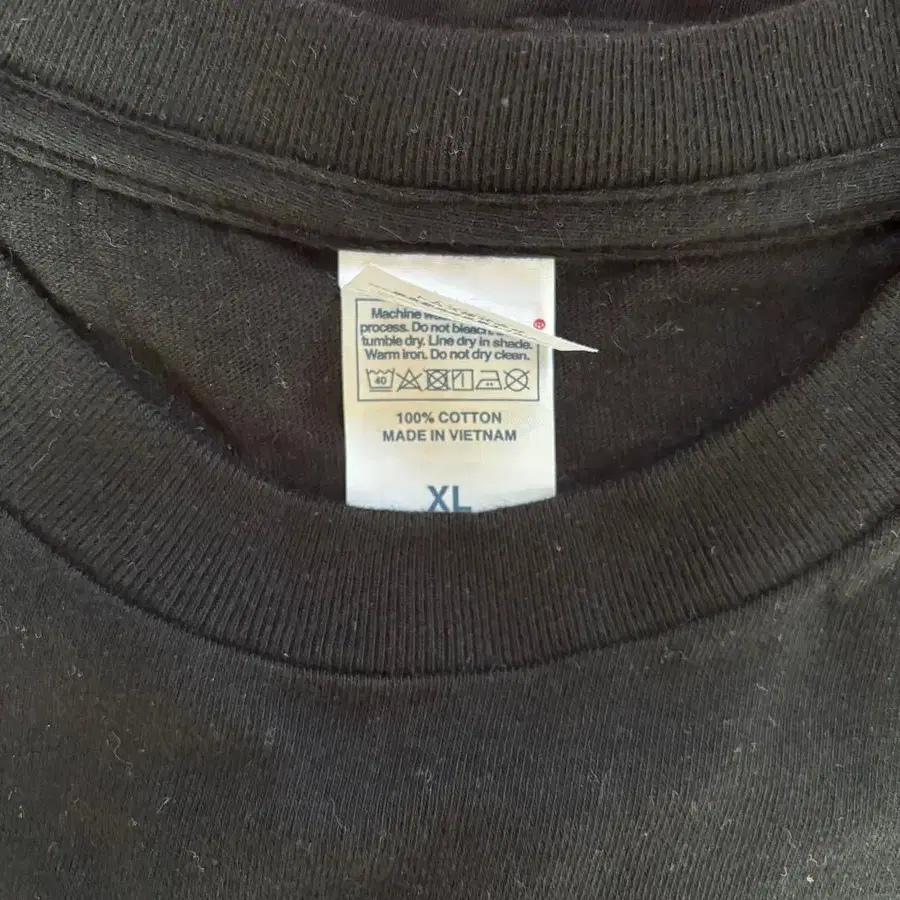 Machine
process. Do not bleach.
tumble dry. Line dry in shade.
Warm iron. Do not dry clean.
40
100% COTTON
MADE IN VIETNAM
XL